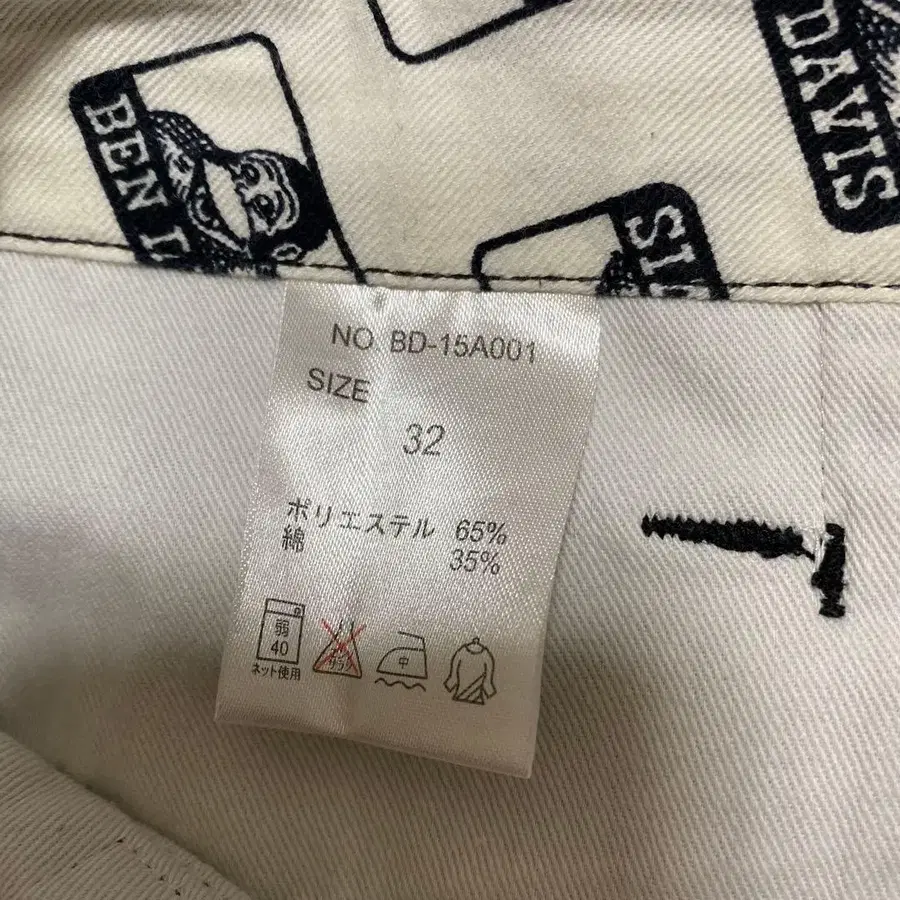 BEN D
DAVIS
SI
NO. BD-15A001
SIZE
32
ポリエステル 65%
綿 35%
弱
40
ネット使用
中